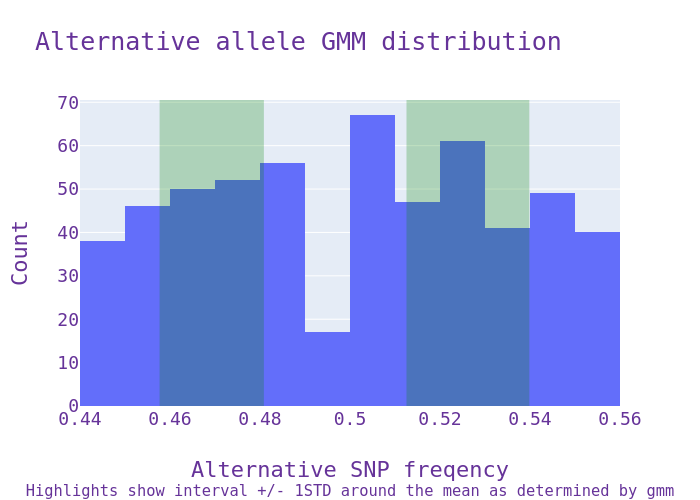 Alternative allele GMM distribution
70
60
50
40
30
20
10
0
Count
0.44 0.46 0.48 0.5 0.52 0.54 0.56
Alternative SNP freqency
Highlights show interval +/- 1STD around the mean as determined by gmm